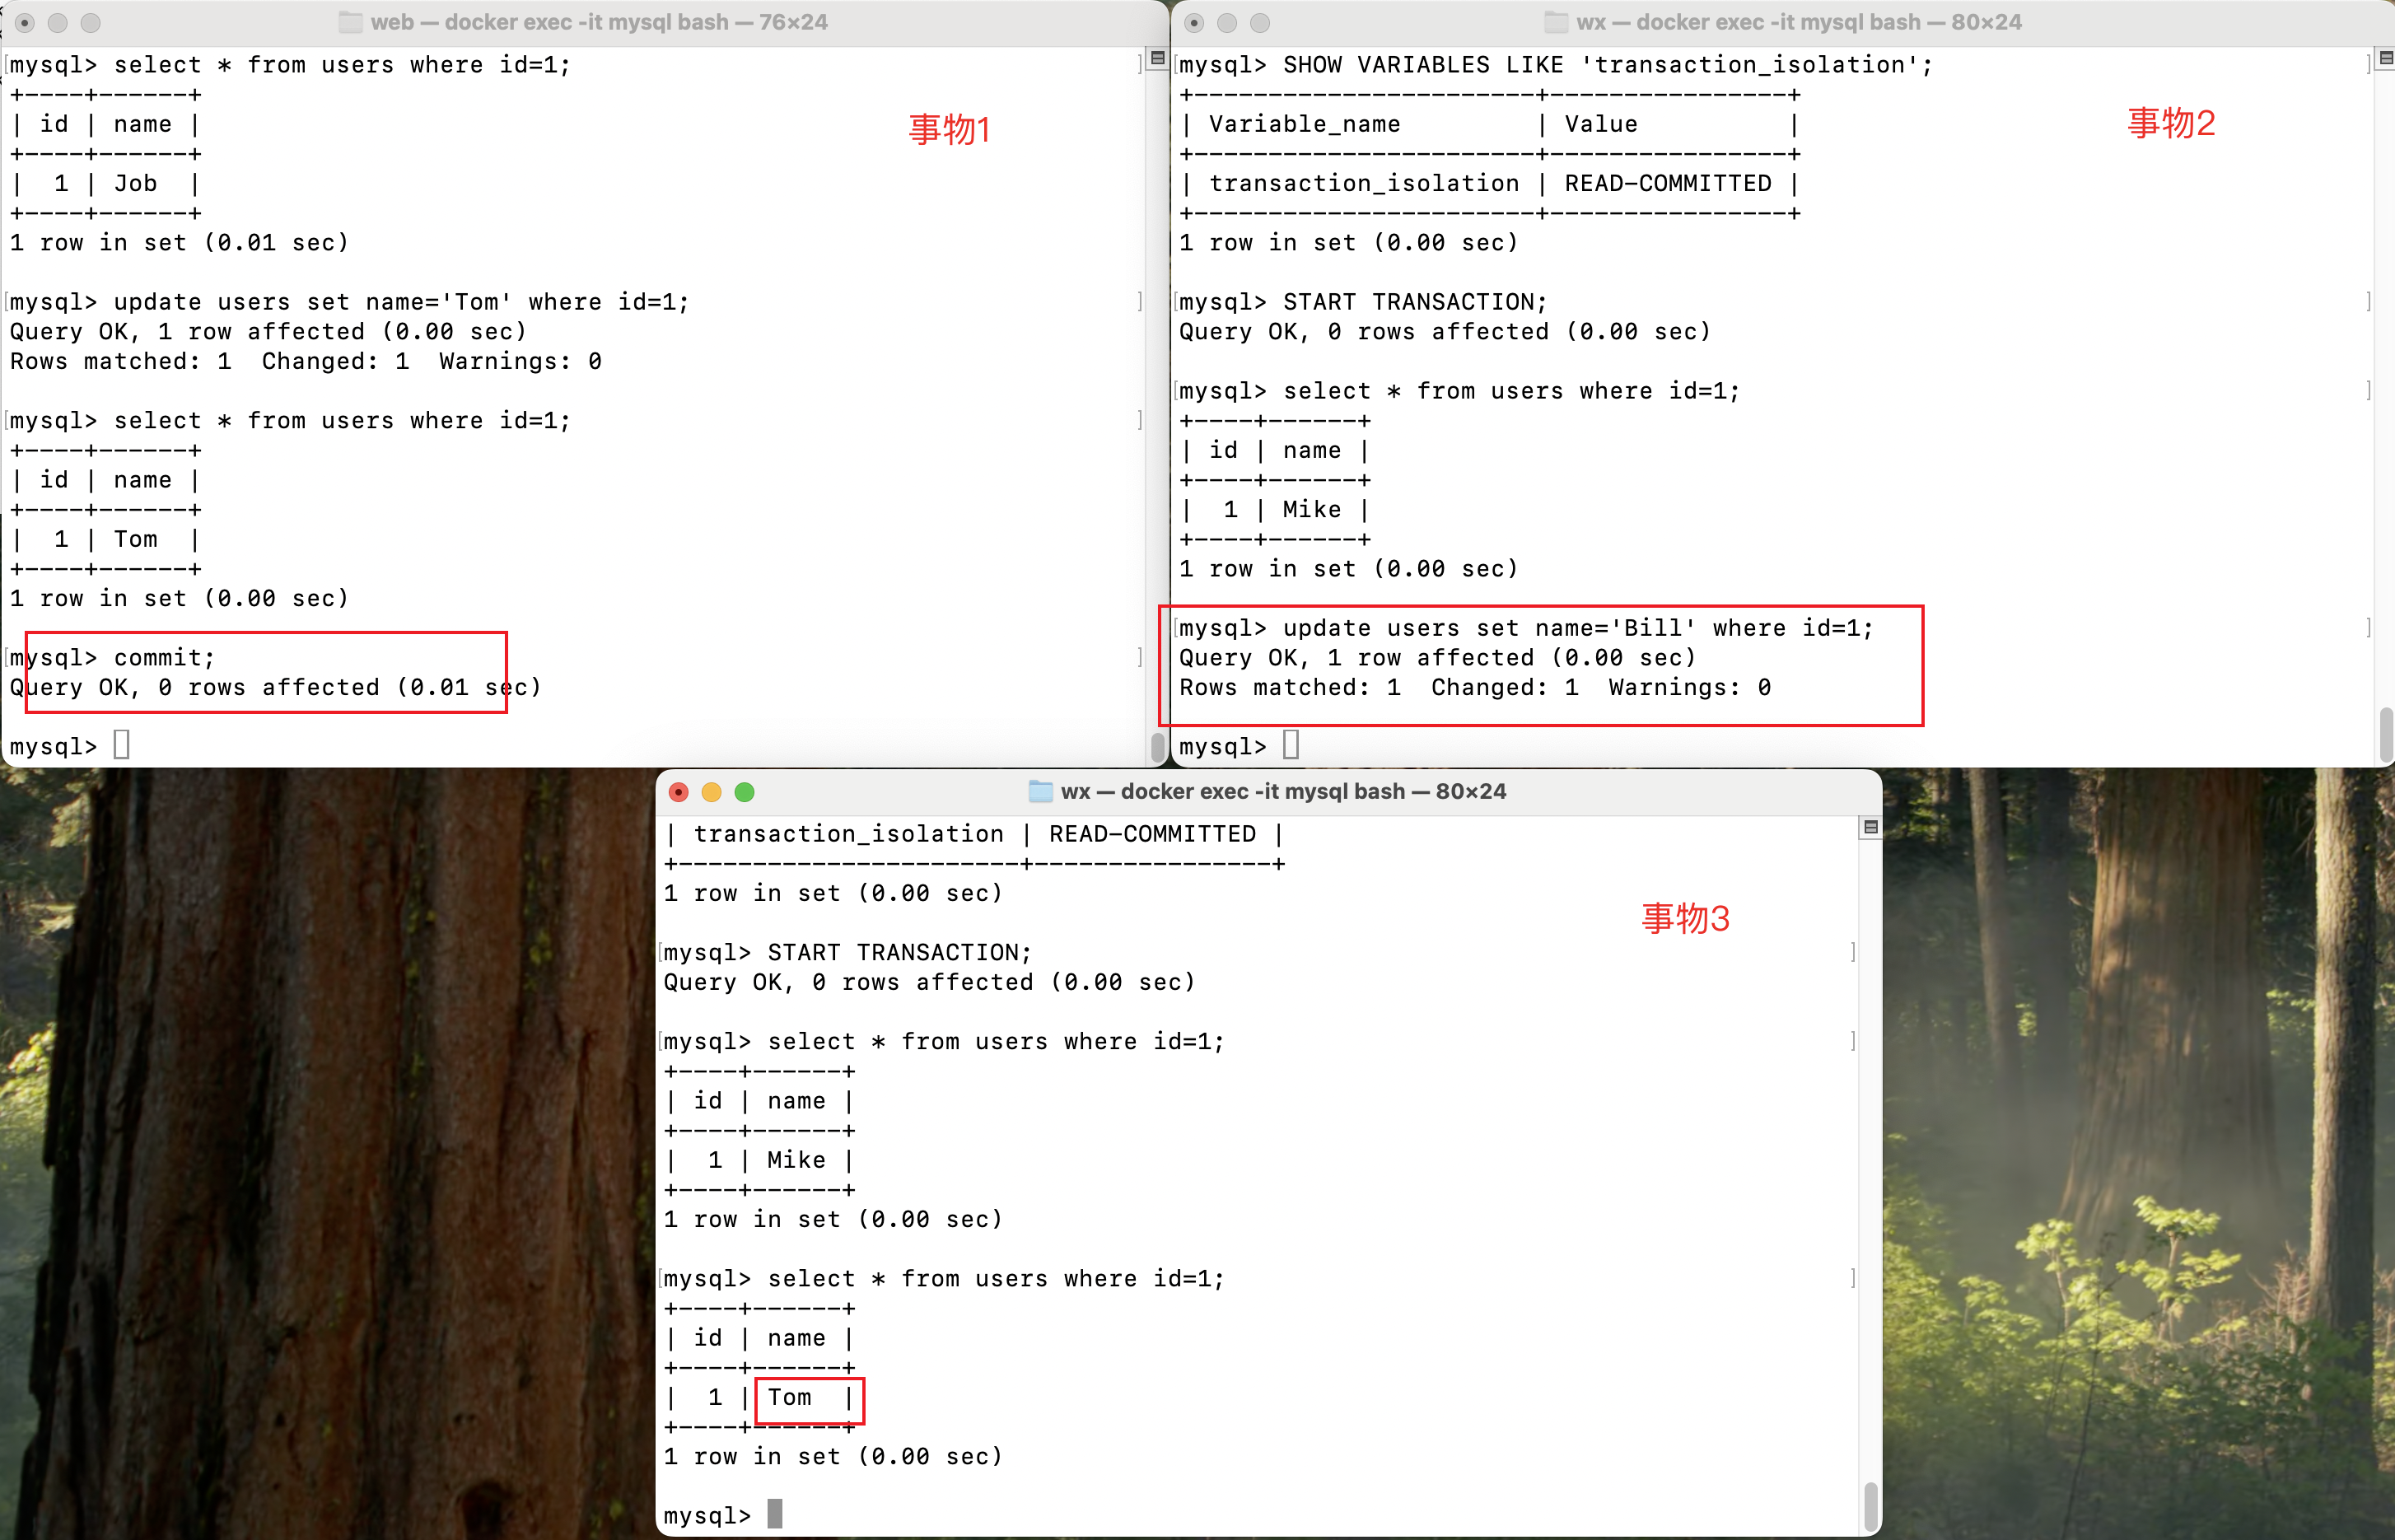 web — docker exec -it mysql bash — 76×24
mysql> select * from users where id=1;
+----+------+
| id | name |
+----+------+
|  1 | Job  |
+----+------+
1 row in set (0.01 sec)
事物1
mysql> update users set name='Tom' where id=1;
Query OK, 1 row affected (0.00 sec)
Rows matched: 1  Changed: 1  Warnings: 0
mysql> select * from users where id=1;
+----+------+
| id | name |
+----+------+
|  1 | Tom  |
+----+------+
1 row in set (0.00 sec)
mysql> commit;
Query OK, 0 rows affected (0.01 sec)
mysql>
wx — docker exec -it mysql bash — 80×24
mysql> SHOW VARIABLES LIKE 'transaction_isolation';
+-----------------------+----------------+
| Variable_name         | Value          |
+-----------------------+----------------+
| transaction_isolation | READ-COMMITTED |
+-----------------------+----------------+
1 row in set (0.00 sec)
事物2
mysql> START TRANSACTION;
Query OK, 0 rows affected (0.00 sec)
mysql> select * from users where id=1;
+----+------+
| id | name |
+----+------+
|  1 | Mike |
+----+------+
1 row in set (0.00 sec)
mysql> update users set name='Bill' where id=1;
Query OK, 1 row affected (0.00 sec)
Rows matched: 1  Changed: 1  Warnings: 0
mysql>
wx — docker exec -it mysql bash — 80×24
| transaction_isolation | READ-COMMITTED |
+-----------------------+----------------+
1 row in set (0.00 sec)
事物3
mysql> START TRANSACTION;
Query OK, 0 rows affected (0.00 sec)
mysql> select * from users where id=1;
+----+------+
| id | name |
+----+------+
|  1 | Mike |
+----+------+
1 row in set (0.00 sec)
mysql> select * from users where id=1;
+----+------+
| id | name |
+----+------+
|  1 | Tom  |
+----+------+
1 row in set (0.00 sec)
mysql>